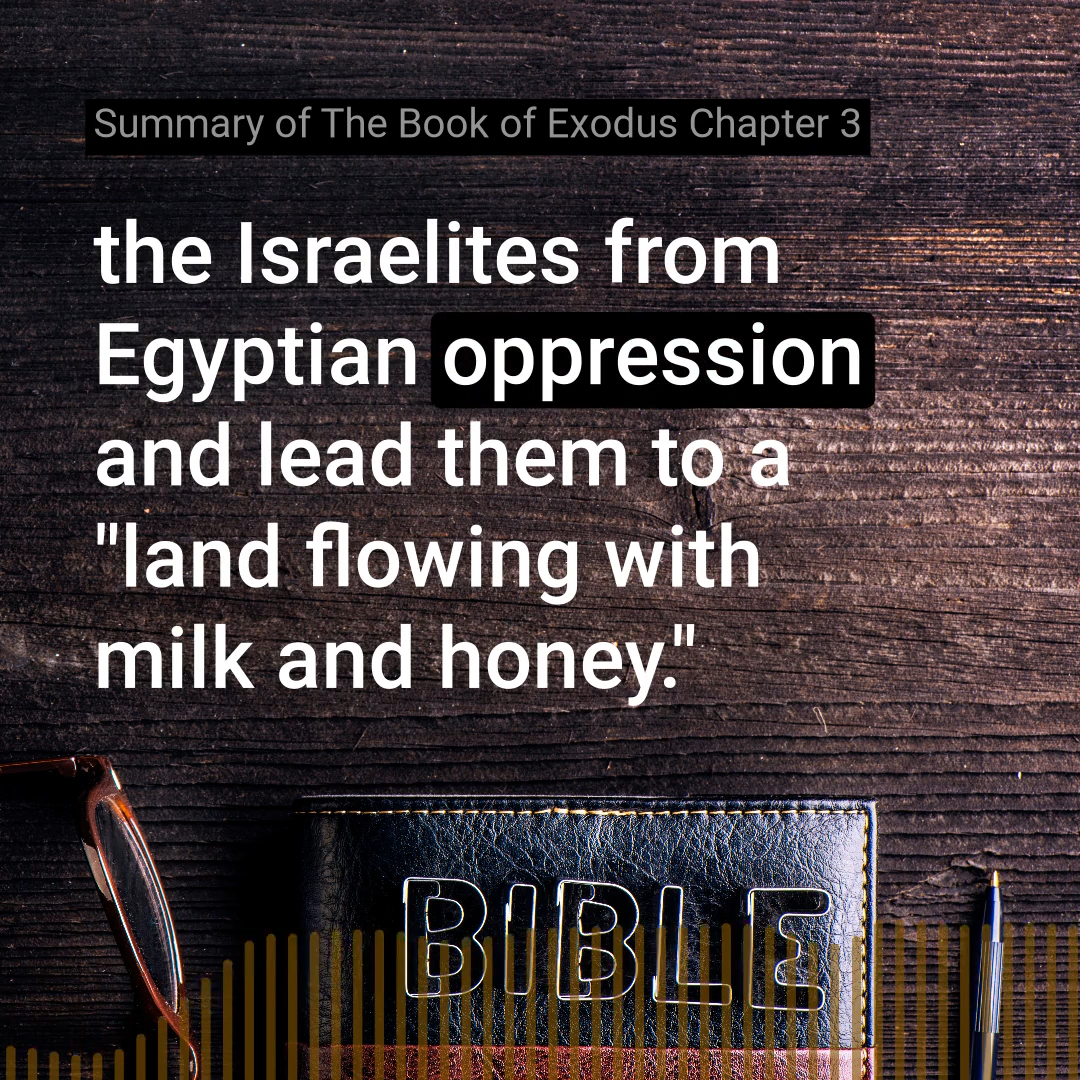 Summary of The Book of Exodus Chapter 3
the Israelites from
Egyptian oppression
and lead them to a
"land flowing with
milk and honey."
BIBLE